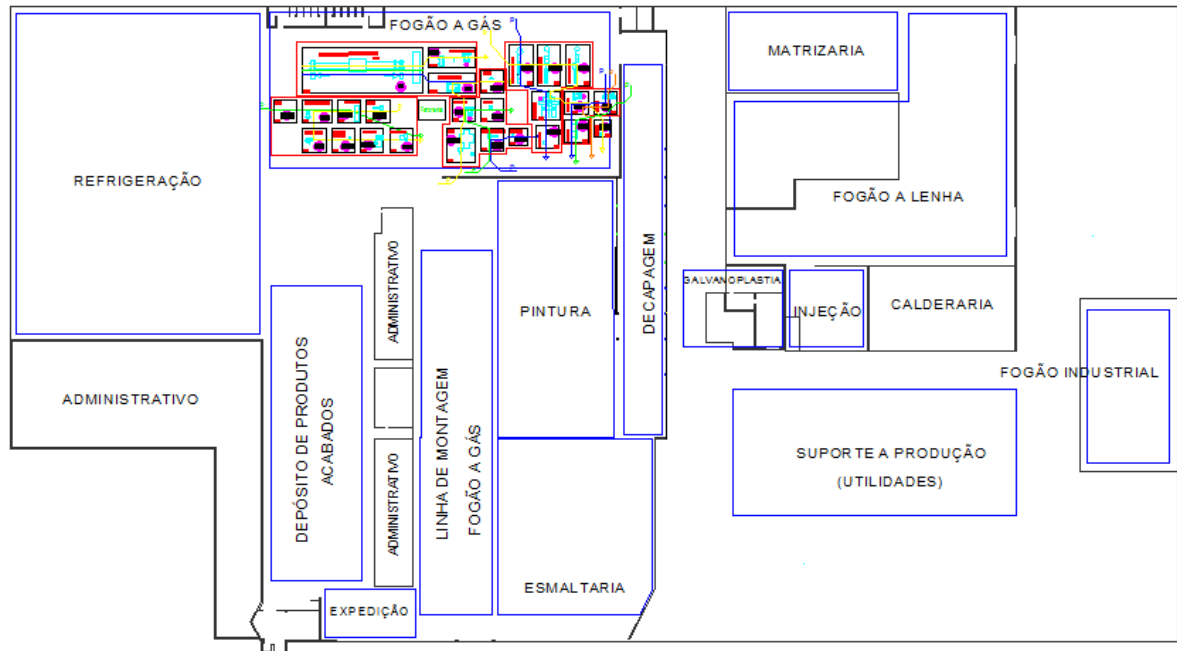 FOGÃO A GÁS
MATRIZARIA
REFRIGERAÇÃO
FOGÃO A LENHA
ADMINISTRATIVO
DECAPAGEM
GALVANOPLASTIA
INJEÇÃO
CALDERARIA
PINTURA
FOGÃO INDUSTRIAL
ADMINISTRATIVO
DEPÓSITO DE PRODUTOS
ACABADOS
LINHA DE MONTAGEM
FOGÃO A GÁS
SUPORTE A PRODUÇÃO
(UTILIDADES)
ADMINISTRATIVO
ESMALTARIA
EXPEDIÇÃO